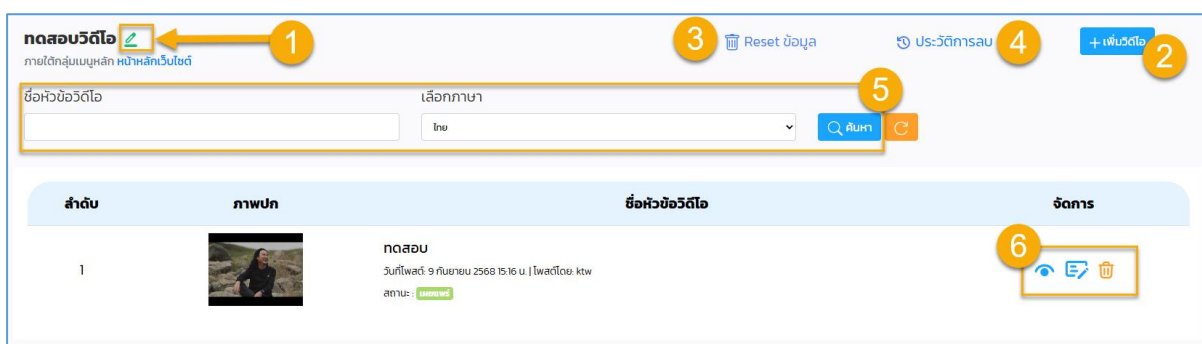 ทดสอบวิดีโอ
1
3
Reset ข้อมูล
ประวัติการลบ
4
+ เพิ่มวิดีโอ
2
ภายใต้กลุ่มเมนูหลัก หน้าหลักเว็บไซต์
ชื่อหัวข้อวิดีโอ
เลือกภาษา
5
ไทย
ค้นหา
ลำดับ
ภาพปก
ชื่อหัวข้อวิดีโอ
จัดการ
1
ทดสอบ
วันที่โพสต์: 9 กันยายน 2568 15:16 น. | โพสต์โดย: ktw
สถานะ : เผยแพร่
6